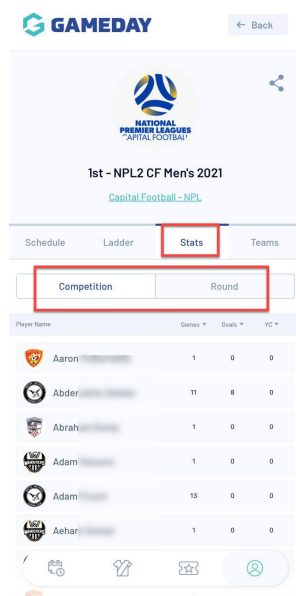 GAMEDAY
← Back
NATIONAL
PREMIER LEAGUES
CAPITAL FOOTBALL
1st - NPL2 CF Men's 2021
Capital Football - NPL
Schedule Ladder Stats Teams
Competition Round
Player Name Games Goals YC
Aaron 1 0 0
Abder 11 8 0
Abrah 1 0 0
Adam 1 0 0
Adam 13 0 0
Aehar 1 0 0